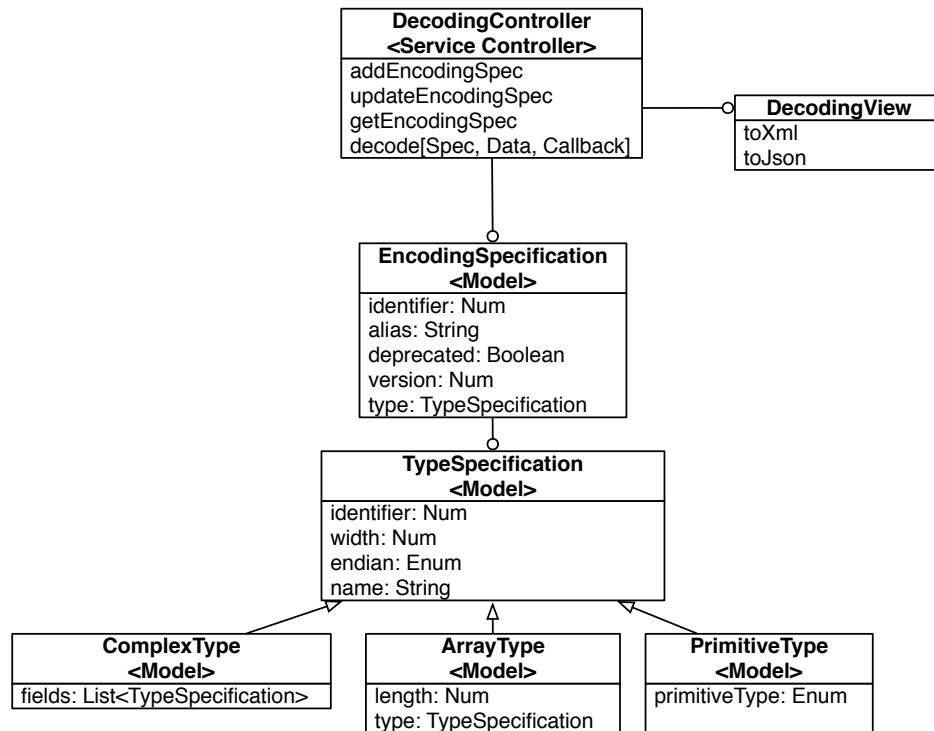 DecodingController
<Service Controller>
addEncodingSpec
updateEncodingSpec
getEncodingSpec
decode[Spec, Data, Callback]
DecodingView
toXml
toJson
EncodingSpecification
<Model>
identifier: Num
alias: String
deprecated: Boolean
version: Num
type: TypeSpecification
TypeSpecification
<Model>
identifier: Num
width: Num
endian: Enum
name: String
ComplexType
<Model>
fields: List<TypeSpecification>
ArrayType
<Model>
length: Num
type: TypeSpecification
PrimitiveType
<Model>
primitiveType: Enum